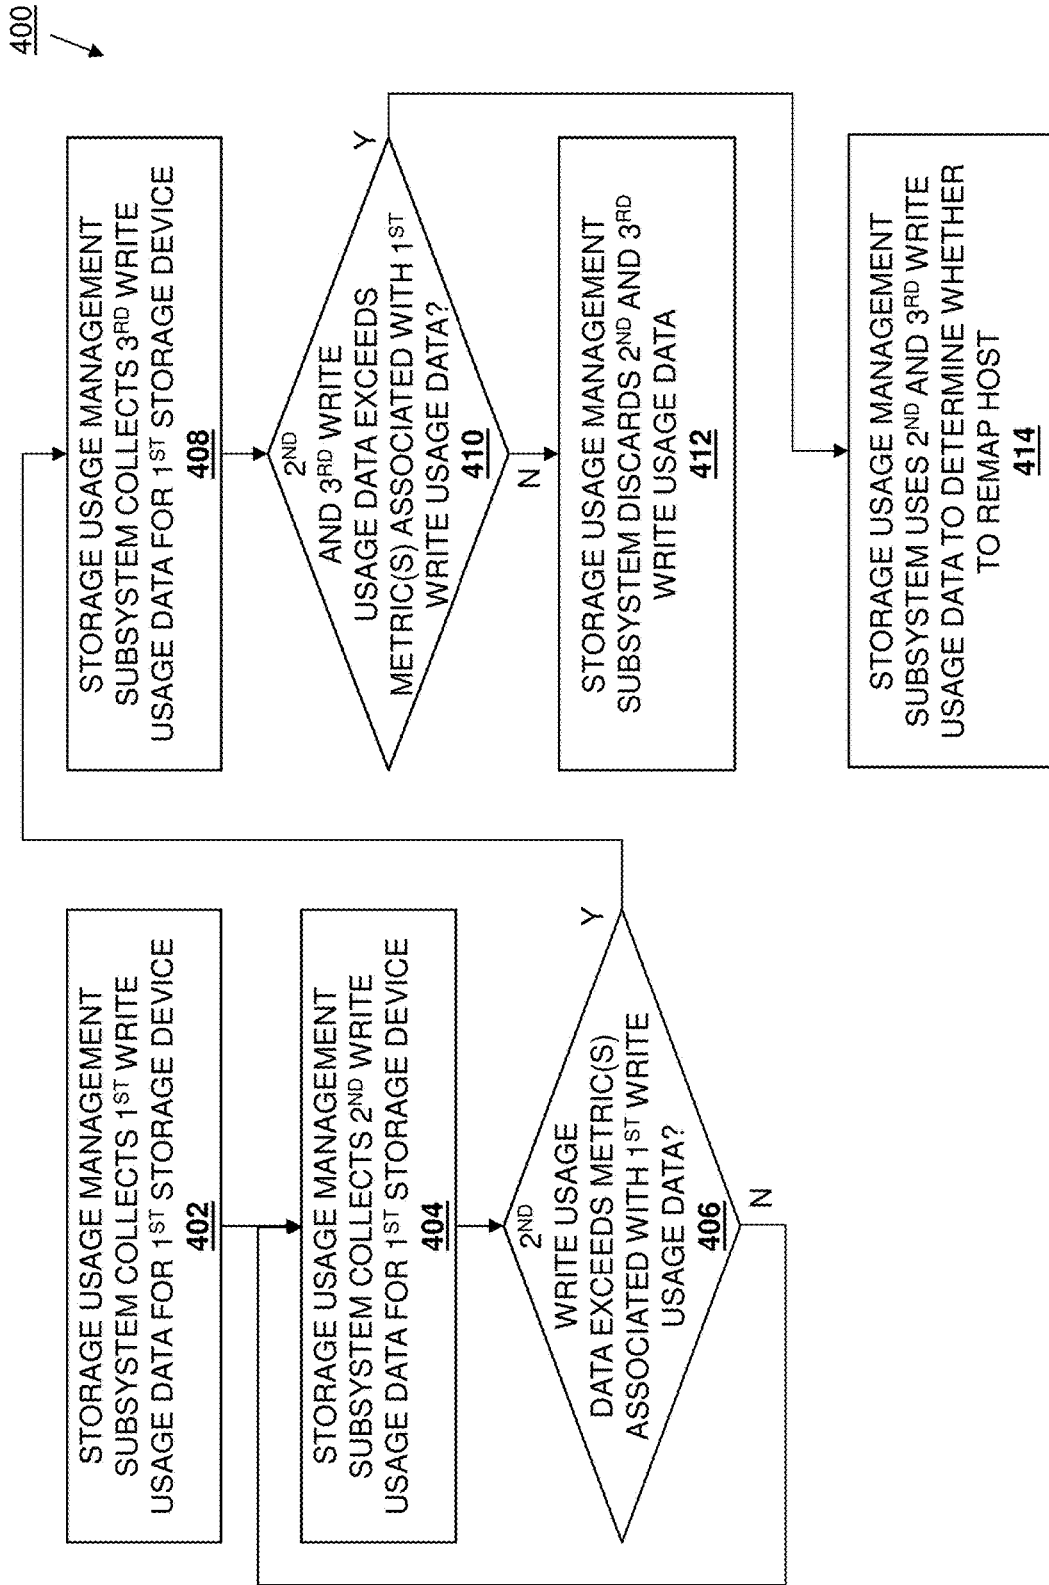 400
STORAGE USAGE MANAGEMENT
SUBSYSTEM COLLECTS 1ST WRITE
USAGE DATA FOR 1ST STORAGE DEVICE
402
STORAGE USAGE MANAGEMENT
SUBSYSTEM COLLECTS 2ND WRITE
USAGE DATA FOR 1ST STORAGE DEVICE
404
2ND
WRITE USAGE
DATA EXCEEDS METRIC(S)
ASSOCIATED WITH 1ST WRITE
USAGE DATA?
406
Y
N
STORAGE USAGE MANAGEMENT
SUBSYSTEM COLLECTS 3RD WRITE
USAGE DATA FOR 1ST STORAGE DEVICE
408
2ND
AND 3RD WRITE
USAGE DATA EXCEEDS
METRIC(S) ASSOCIATED WITH 1ST
WRITE USAGE DATA?
410
Y
N
STORAGE USAGE MANAGEMENT
SUBSYSTEM DISCARDS 2ND AND 3RD
WRITE USAGE DATA
412
STORAGE USAGE MANAGEMENT
SUBSYSTEM USES 2ND AND 3RD WRITE
USAGE DATA TO DETERMINE WHETHER
TO REMAP HOST
414